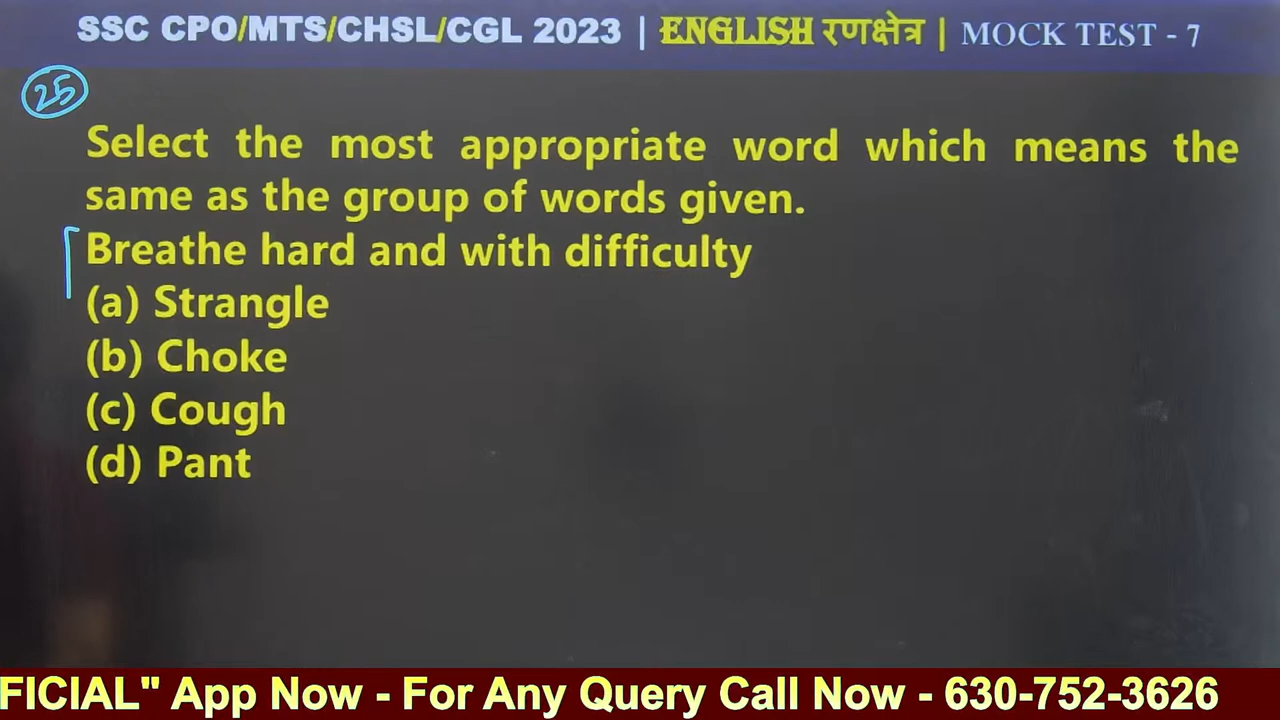 SSC CPO/MTS/CHSL/CGL 2023 | ENGLISH रणक्षेत्र | MOCK TEST - 7
25
Select the most appropriate word which means the
same as the group of words given.
Breathe hard and with difficulty
(a) Strangle
(b) Choke
(c) Cough
(d) Pant
FICIAL" App Now - For Any Query Call Now - 630-752-3626